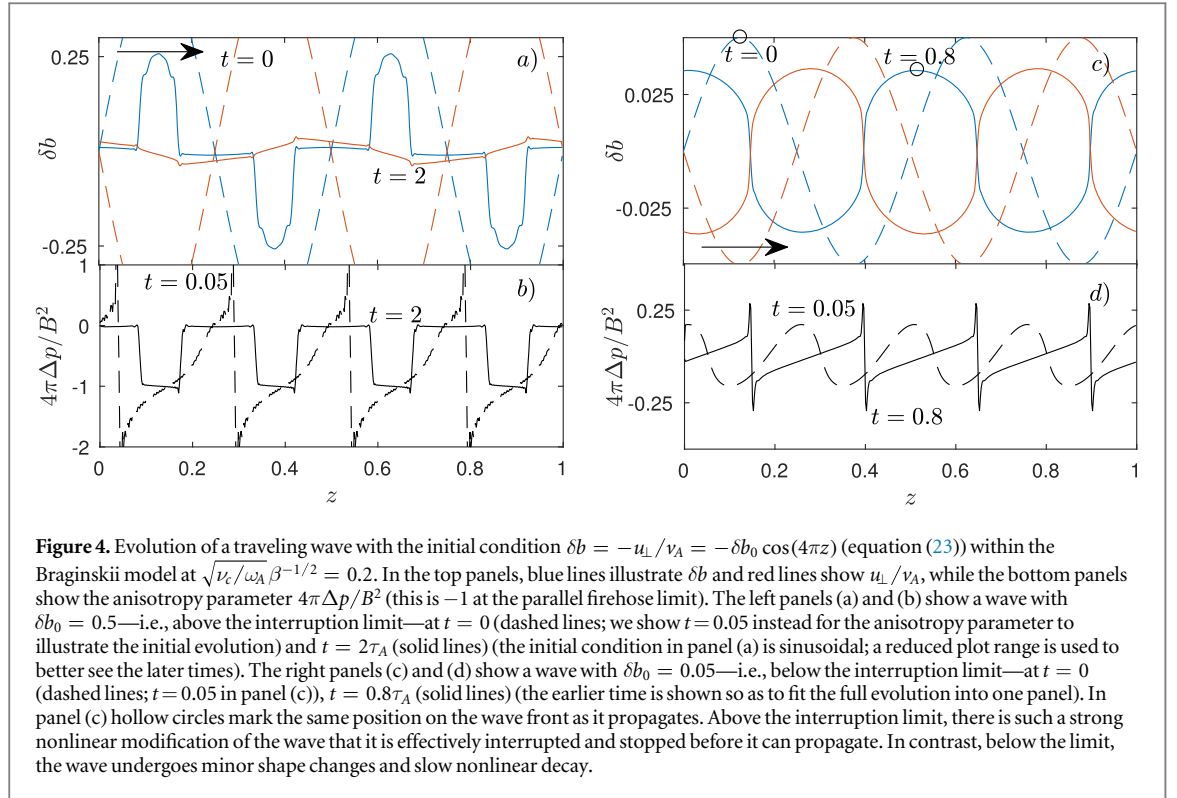 0.25
t = 0
a)
δb
t = 2
-0.25
1
t = 0.05
b)
0
t = 2
4πΔp/B²
-1
-2
0 0.2 0.4 0.6 0.8 1
z
t = 0
t = 0.8
c)
0.025
δb
-0.025
d)
0.25
t = 0.05
4πΔp/B²
-0.25
t = 0.8
0 0.2 0.4 0.6 0.8 1
z
Figure 4. Evolution of a traveling wave with the initial condition δb = −u⊥/vA = −δb0 cos(4πz) (equation (23)) within the
Braginskii model at √(νc/ωA) β^−1/2 = 0.2. In the top panels, blue lines illustrate δb and red lines show u⊥/vA, while the bottom panels
show the anisotropy parameter 4πΔp/B² (this is −1 at the parallel firehose limit). The left panels (a) and (b) show a wave with
δb0 = 0.5—i.e., above the interruption limit—at t = 0 (dashed lines; we show t = 0.05 instead for the anisotropy parameter to
illustrate the initial evolution) and t = 2τA (solid lines) (the initial condition in panel (a) is sinusoidal; a reduced plot range is used to
better see the later times). The right panels (c) and (d) show a wave with δb0 = 0.05—i.e., below the interruption limit—at t = 0
(dashed lines; t = 0.05 in panel (c)), t = 0.8τA (solid lines) (the earlier time is shown so as to fit the full evolution into one panel). In
panel (c) hollow circles mark the same position on the wave front as it propagates. Above the interruption limit, there is such a strong
nonlinear modification of the wave that it is effectively interrupted and stopped before it can propagate. In contrast, below the limit,
the wave undergoes minor shape changes and slow nonlinear decay.